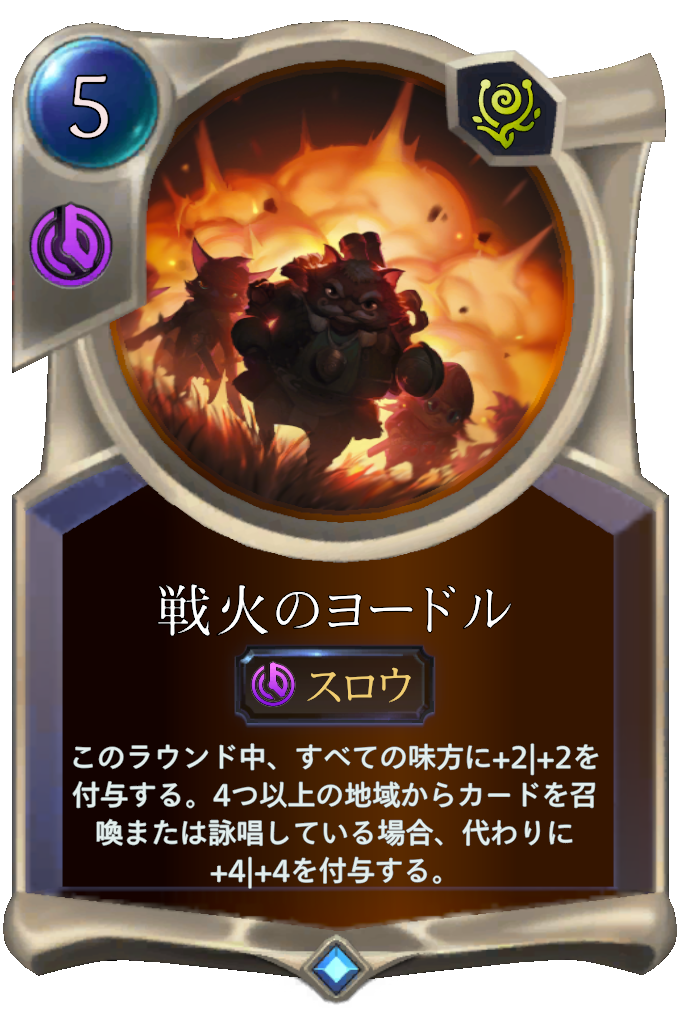 5
戦火のヨードル
スロウ
このラウンド中、すべての味方に+2|+2を
付与する。4つ以上の地域からカードを召
喚または詠唱している場合、代わりに
+4|+4を付与する。